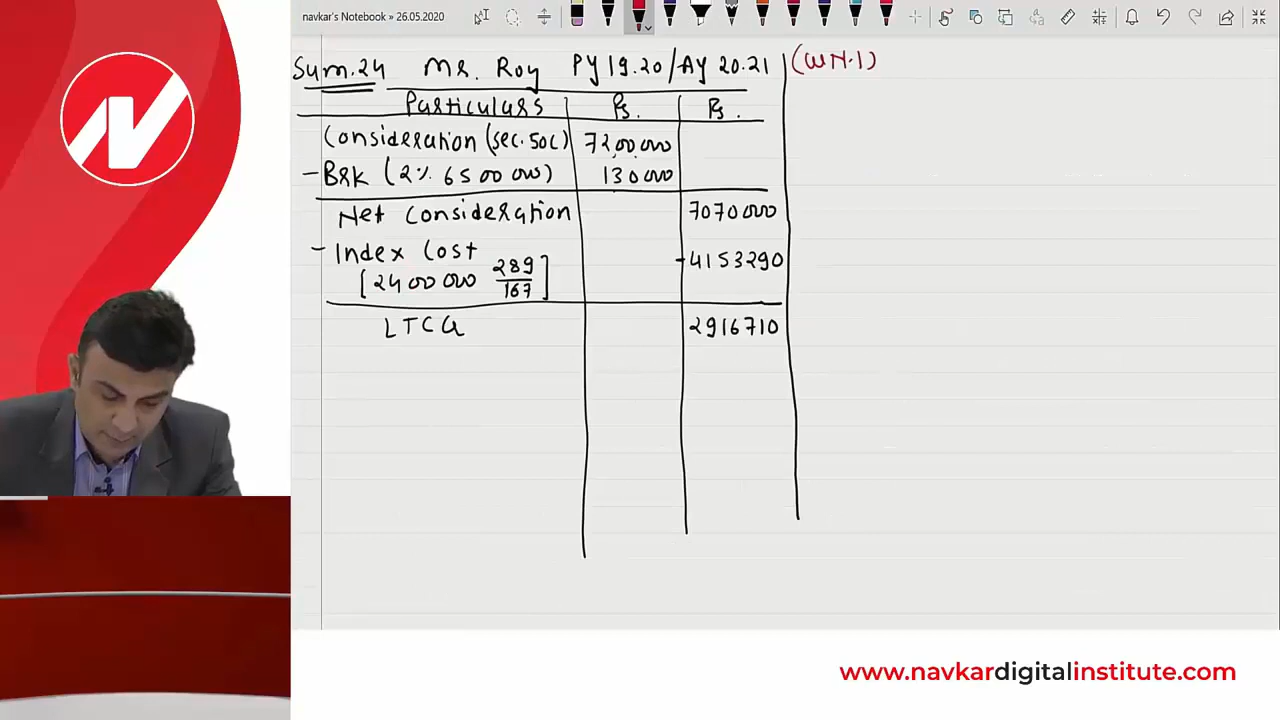 navkar's Notebook » 26.05.2020
Sum.24 Mr. Roy PY 19.20/AY 20.21 (WN.1)
Particulars Rs. Rs.
Consideration (sec.50C) 7200000
- Brk (2% 6500000) 130000
Net Consideration 7070000
- Index Cost
[2400000 289/167] -4153290
LTCG 2916710
www.navkardigitalinstitute.com